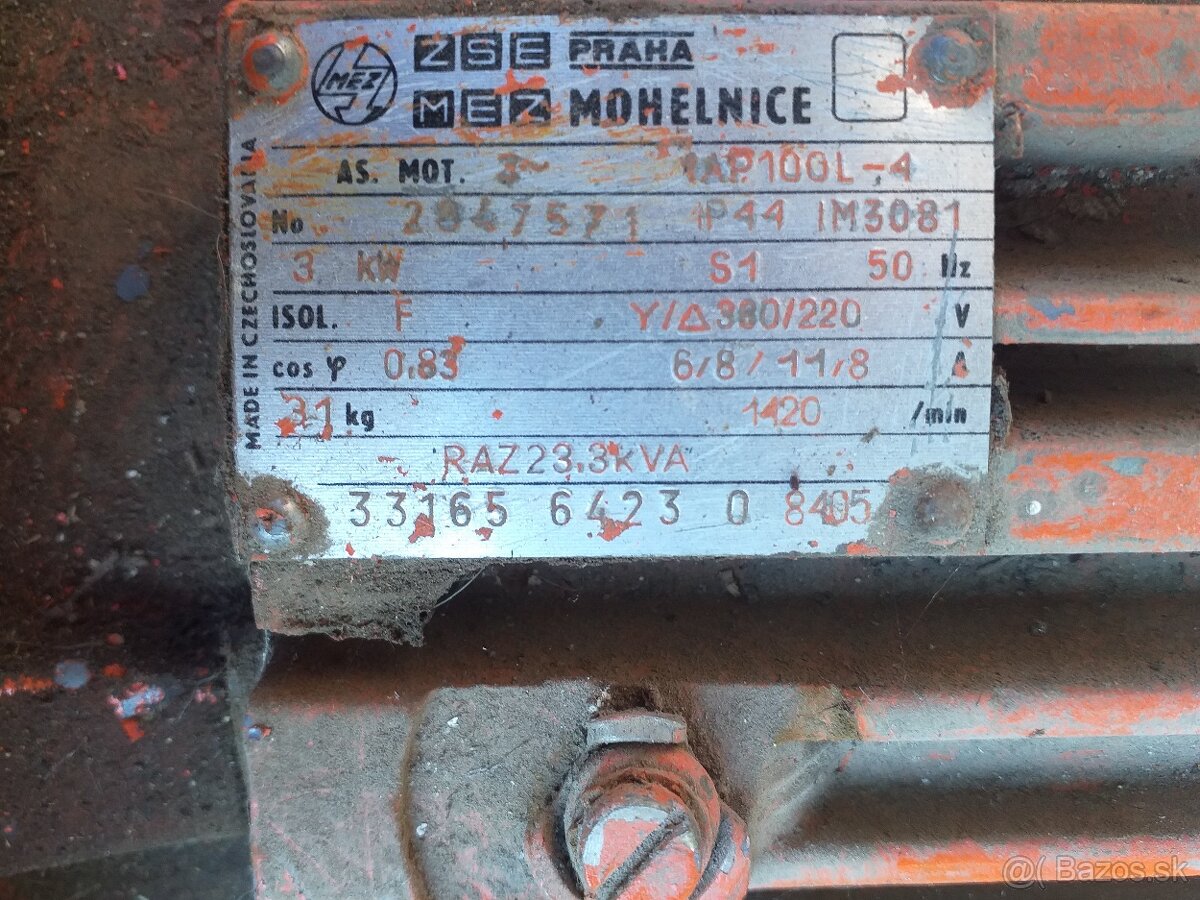 MEZ ZSE PRAHA
MEZ MOHELNICE
MADE IN CZECHOSLOVAKIA
AS. MOT. 3~ 1AP100L-4
No 2847571 IP44 IM3081
3 kW S1 50 Hz
ISOL. F Y/Δ380/220 V
cos φ 0,83 6/8/11/8 A
31 kg 1420 /min
RAZ23.3kVA
33165 6423 0 8405
@( Bazos.sk